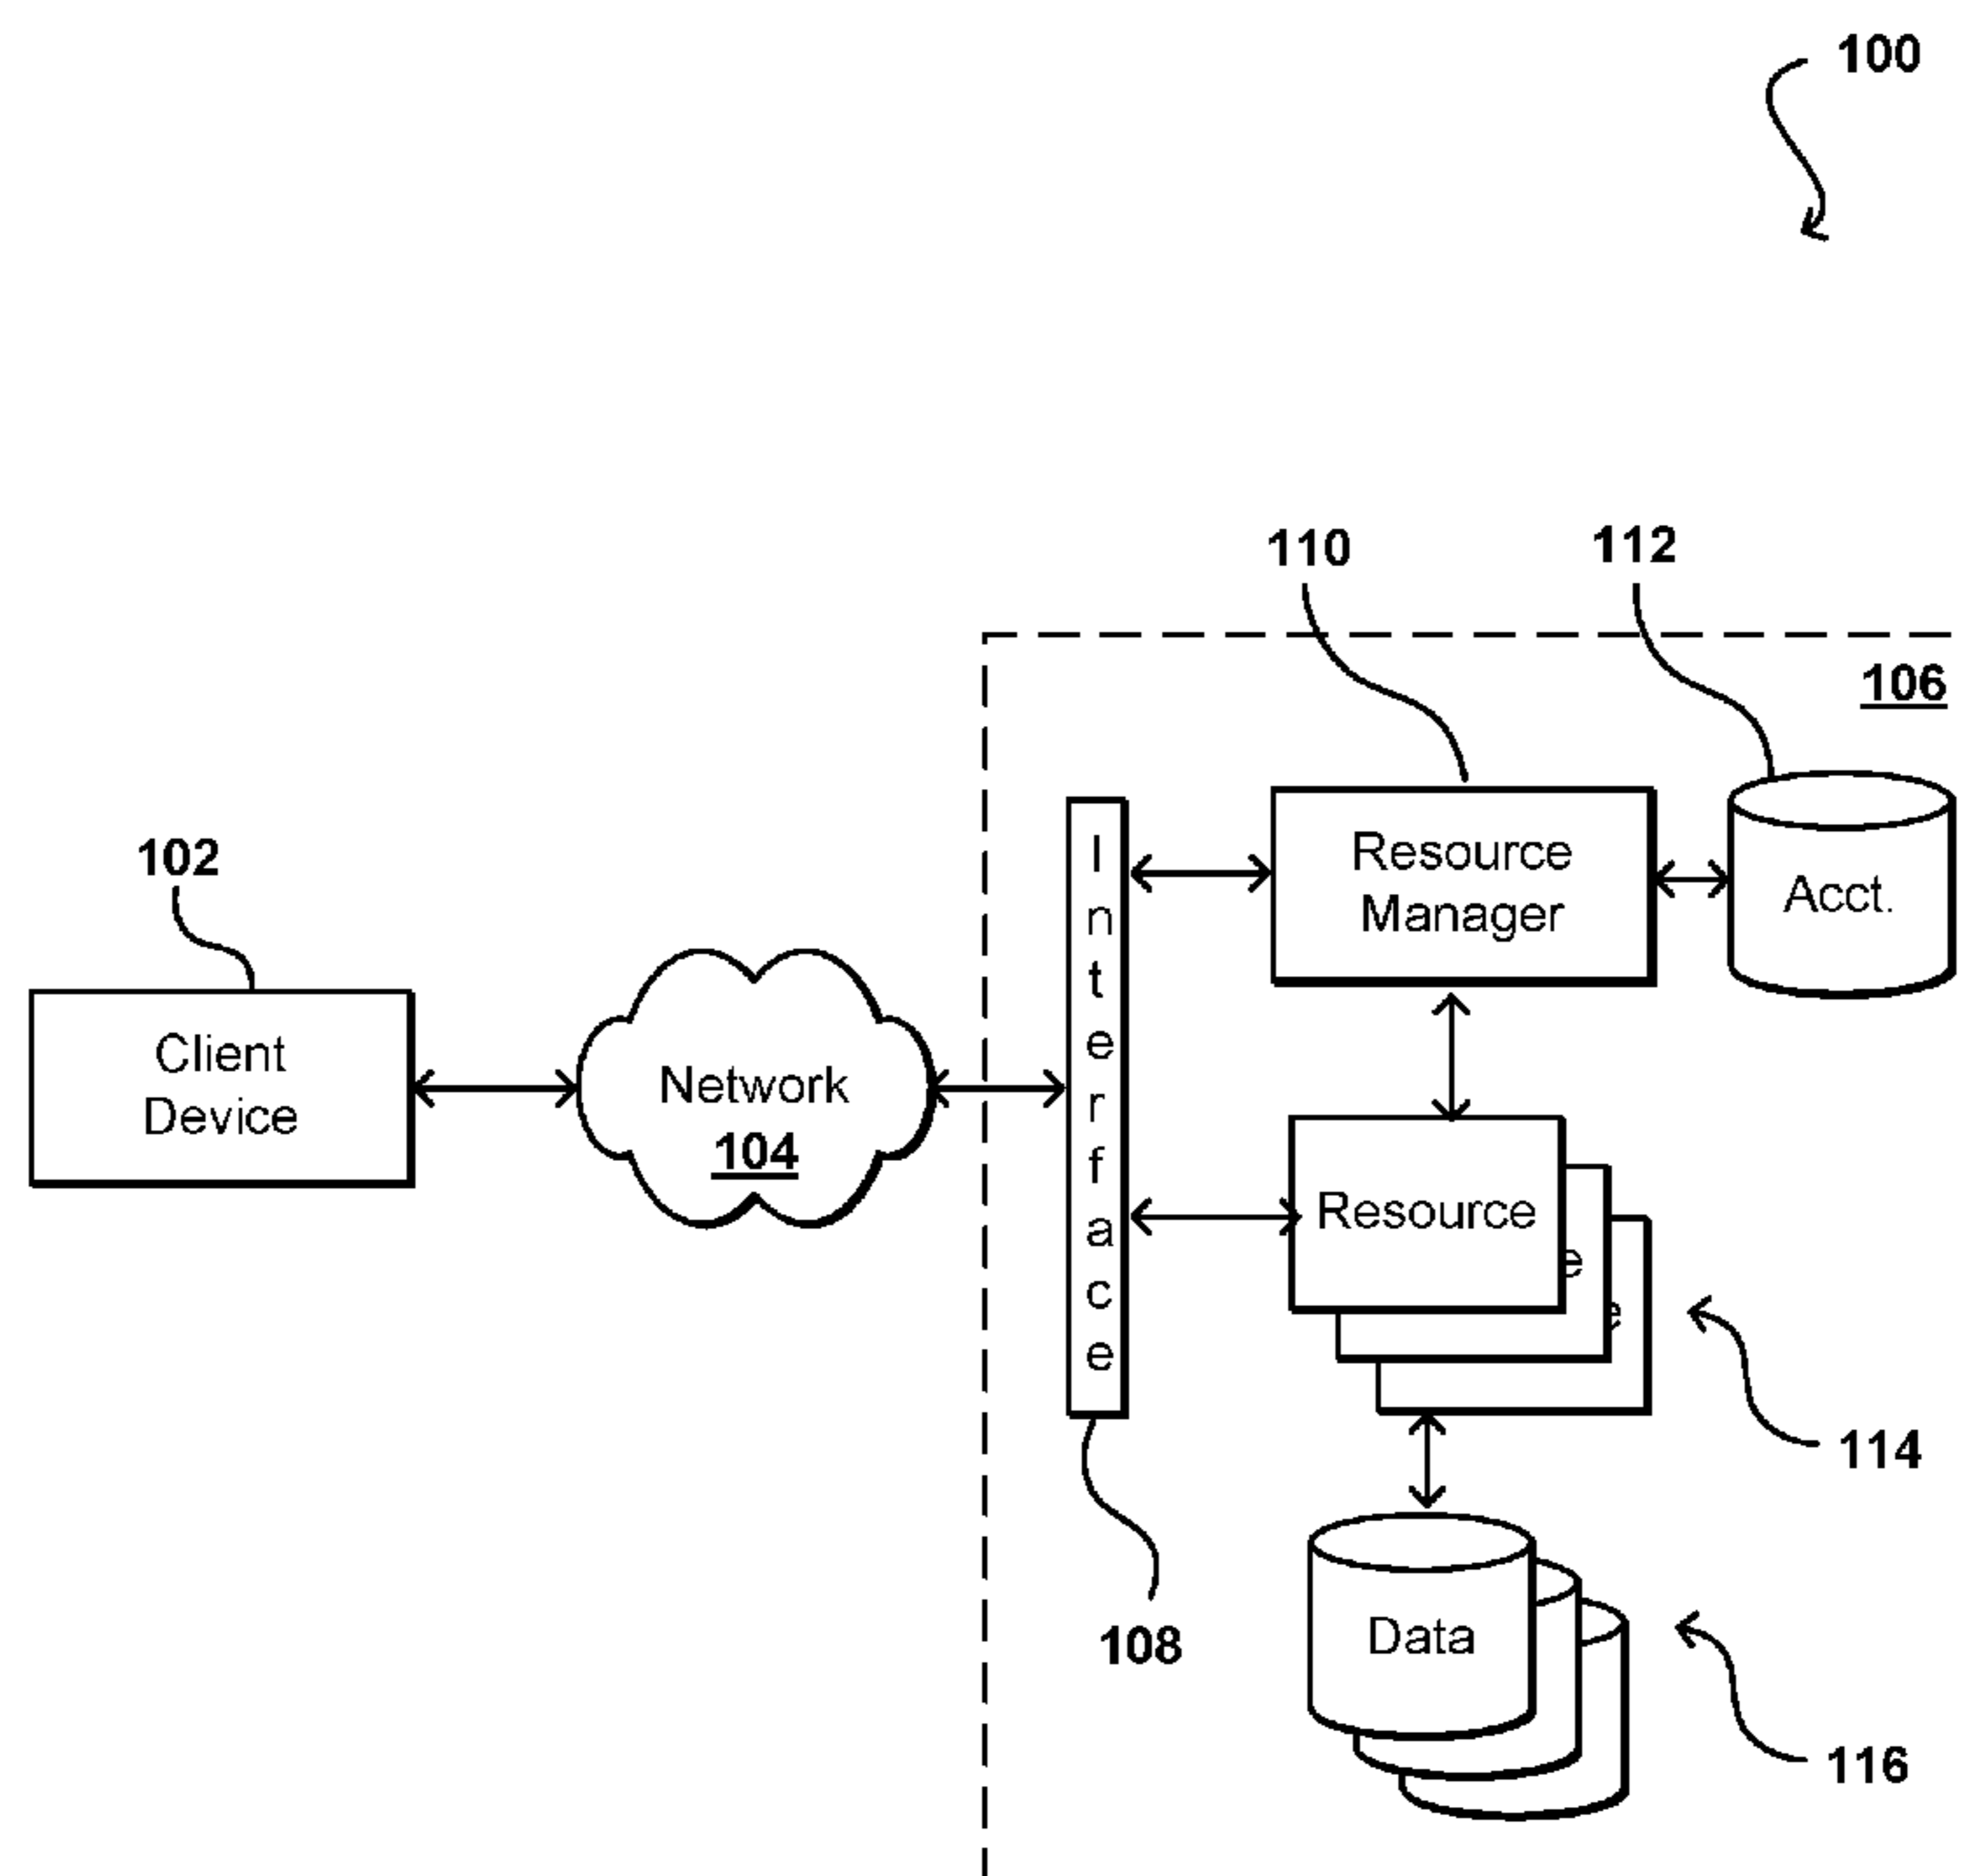 100
110
112
106
102
Resource
Manager
Acct.
Client
Device
Network
104
Interface
Resource
e
e
114
108
Data
116